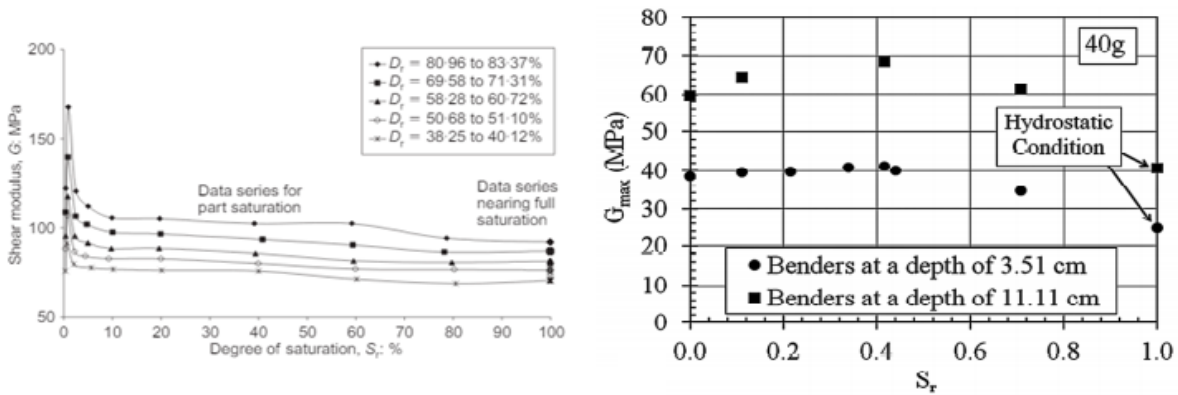 200
150
100
50
Shear modulus, G: MPa
Dr = 80·96 to 83·37%
Dr = 69·58 to 71·31%
Dr = 58·28 to 60·72%
Dr = 50·68 to 51·10%
Dr = 38·25 to 40·12%
Data series for
part saturation
Data series
nearing full
saturation
0 10 20 30 40 50 60 70 80 90 100
Degree of saturation, Sr: %
80
70
60
50
40
30
20
10
0
Gmax (MPa)
40g
Hydrostatic
Condition
Benders at a depth of 3.51 cm
Benders at a depth of 11.11 cm
0.0 0.2 0.4 0.6 0.8 1.0
Sr